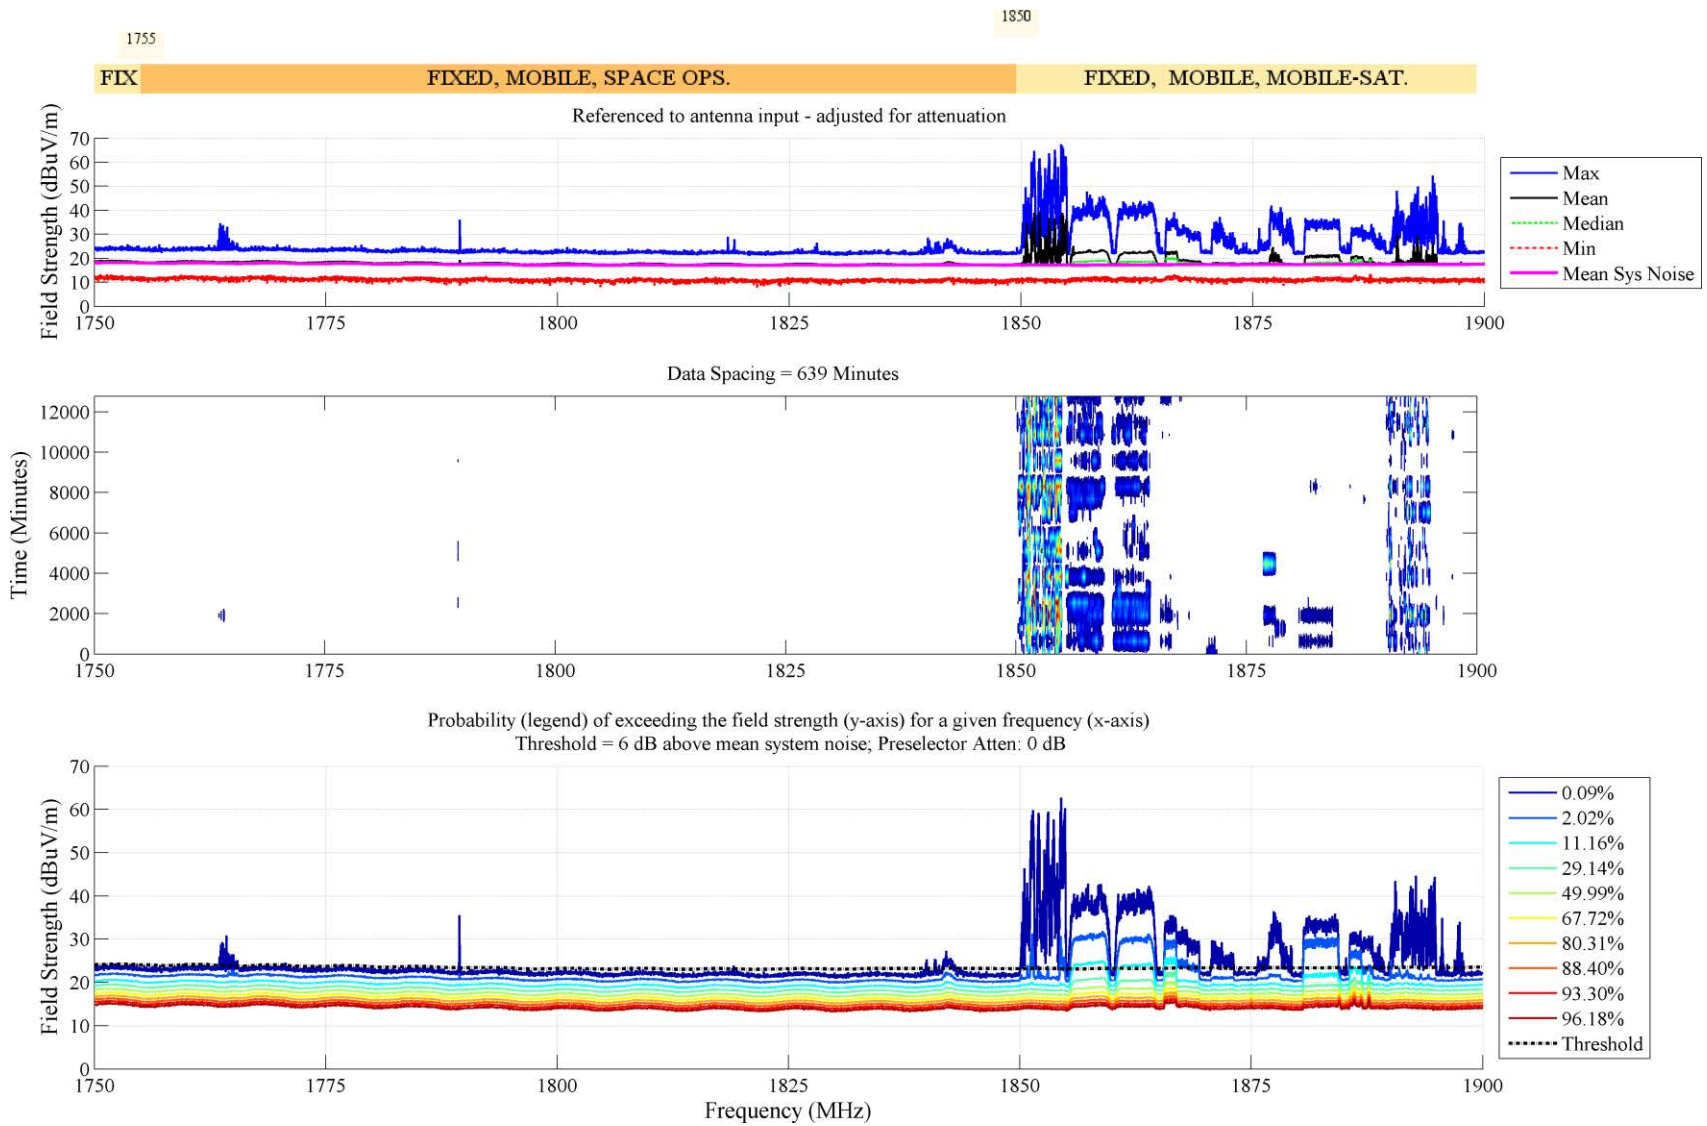 1850
1755
FIX FIXED, MOBILE, SPACE OPS. FIXED, MOBILE, MOBILE-SAT.
Referenced to antenna input - adjusted for attenuation
Field Strength (dBuV/m)
70
60
50
40
30
20
10
0
1750 1775 1800 1825 1850 1875 1900
Max
Mean
Median
Min
Mean Sys Noise
Data Spacing = 639 Minutes
Time (Minutes)
12000
10000
8000
6000
4000
2000
0
1750 1775 1800 1825 1850 1875 1900
Probability (legend) of exceeding the field strength (y-axis) for a given frequency (x-axis)
Threshold = 6 dB above mean system noise; Preselector Atten: 0 dB
Field Strength (dBuV/m)
70
60
50
40
30
20
10
0
1750 1775 1800 1825 1850 1875 1900
Frequency (MHz)
0.09%
2.02%
11.16%
29.14%
49.99%
67.72%
80.31%
88.40%
93.30%
96.18%
Threshold